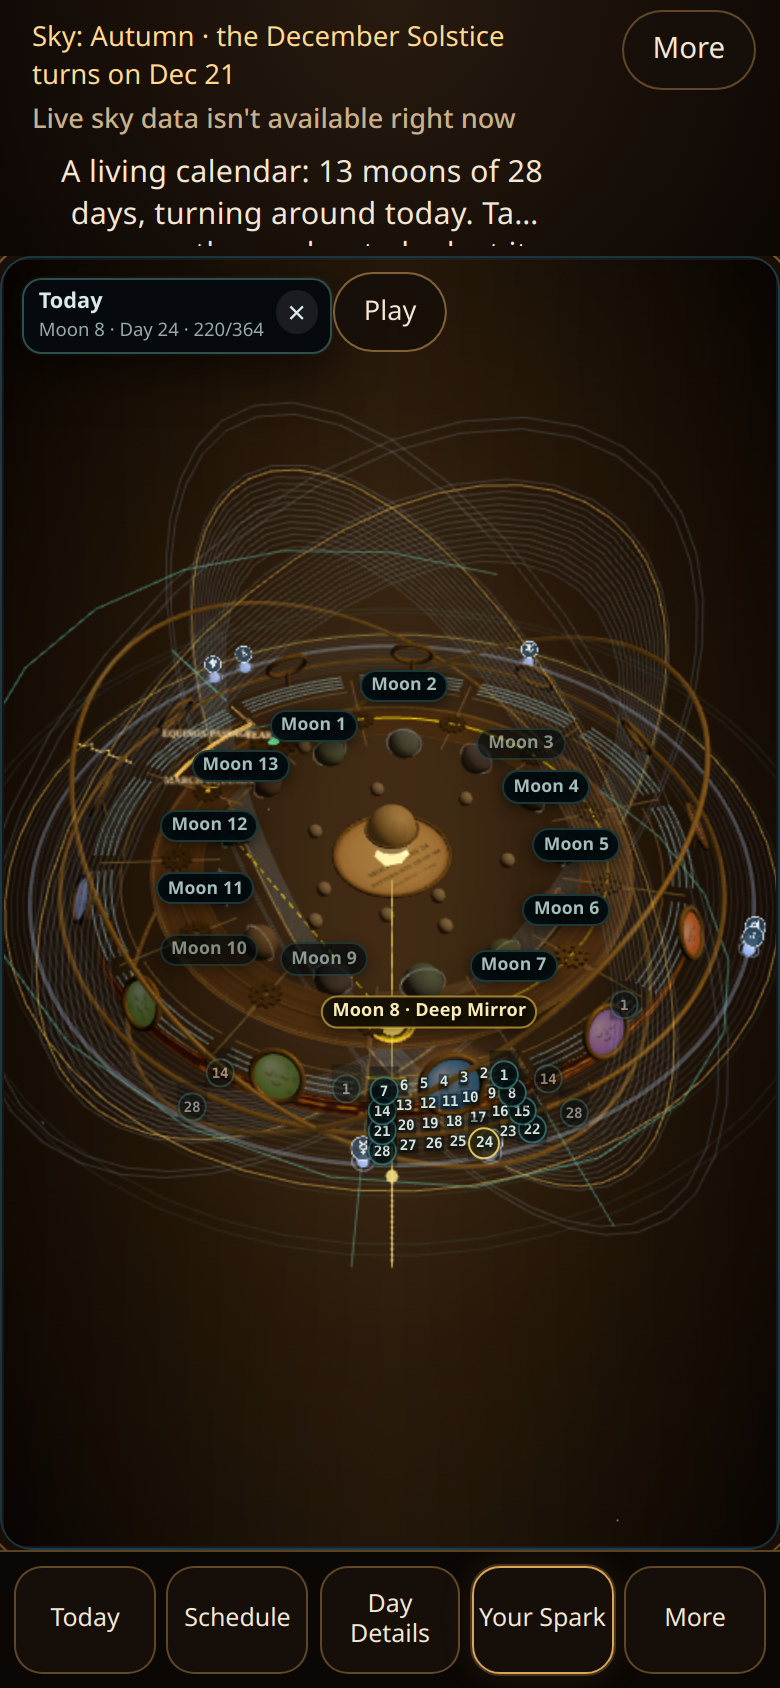 Sky: Autumn · the December Solstice
turns on Dec 21
More
Live sky data isn't available right now
A living calendar: 13 moons of 28
days, turning around today. Ta...
Today
Moon 8 · Day 24 · 220/364
×
Play
Moon 2
Moon 1
Moon 3
Moon 13
Moon 4
Moon 12
Moon 5
Moon 11
Moon 6
Moon 10
Moon 9
Moon 7
Moon 8 · Deep Mirror
1
14
1
7 6 5 4 3 2 1
14
28
14 13 12 11 10 9 8
28
21 20 19 18 17 16 15
28 27 26 25 24 23 22
Today
Schedule
Day
Details
Your Spark
More